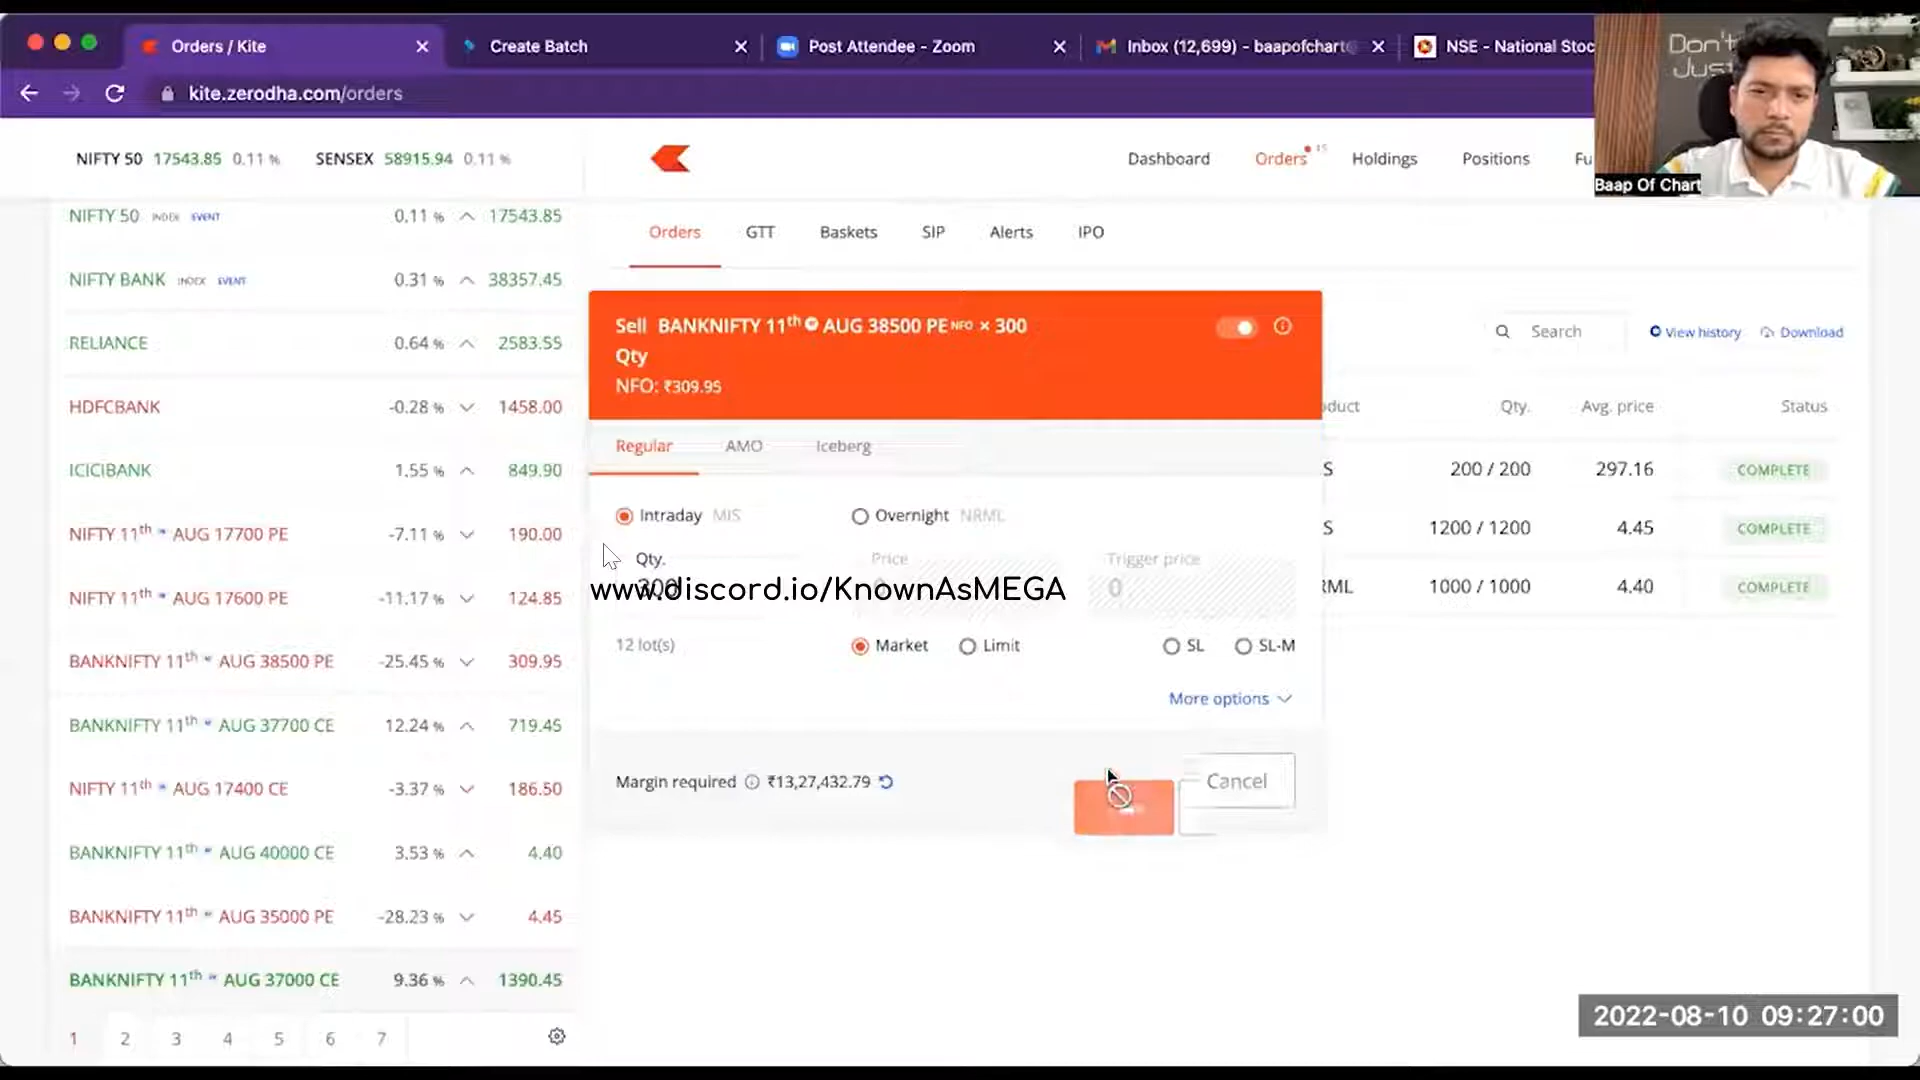 Orders / Kite
Create Batch
Post Attendee - Zoom
Inbox (12,699) - baapofchart
NSE - National Stoc
kite.zerodha.com/orders
Don't
Jus
Baap Of Chart
NIFTY 50 17543.85 0.11 % SENSEX 58915.94 0.11 %
Dashboard Orders 15 Holdings Positions Fu
NIFTY 50 INDEX EVENT 0.11 % 17543.85
Orders GTT Baskets SIP Alerts IPO
NIFTY BANK INDEX EVENT 0.31 % 38357.45
RELIANCE 0.64 % 2583.55
HDFCBANK -0.28 % 1458.00
ICICIBANK 1.55 % 849.90
NIFTY 11th w AUG 17700 PE -7.11 % 190.00
NIFTY 11th w AUG 17600 PE -11.17 % 124.85
BANKNIFTY 11th w AUG 38500 PE -25.45 % 309.95
BANKNIFTY 11th w AUG 37700 CE 12.24 % 719.45
NIFTY 11th w AUG 17400 CE -3.37 % 186.50
BANKNIFTY 11th w AUG 40000 CE 3.53 % 4.40
BANKNIFTY 11th w AUG 35000 PE -28.23 % 4.45
BANKNIFTY 11th w AUG 37000 CE 9.36 % 1390.45
1 2 3 4 5 6 7
Sell BANKNIFTY 11th w AUG 38500 PE NFO × 300
Qty
NFO: ₹309.95
Regular AMO Iceberg
Intraday MIS Overnight NRML
Qty. Price Trigger price
300 0 0
www.discord.io/KnownAsMEGA
12 lot(s) Market Limit SL SL-M
More options
Margin required ₹13,27,432.79
Cancel
Search View history Download
oduct Qty. Avg. price Status
S 200 / 200 297.16 COMPLETE
S 1200 / 1200 4.45 COMPLETE
RML 1000 / 1000 4.40 COMPLETE
2022-08-10 09:27:00